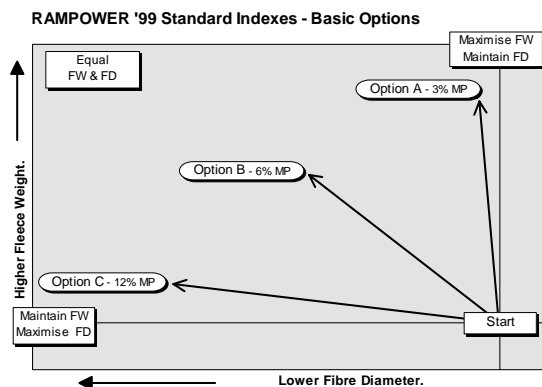 RAMPOWER '99 Standard Indexes - Basic Options
Maximise FW
Maintain FD
Equal
FW & FD
Option A - 3% MP
Option B - 6% MP
Option C - 12% MP
Higher Fleece Weight.
Maintain FW
Maximise FD
Start
Lower Fibre Diameter.